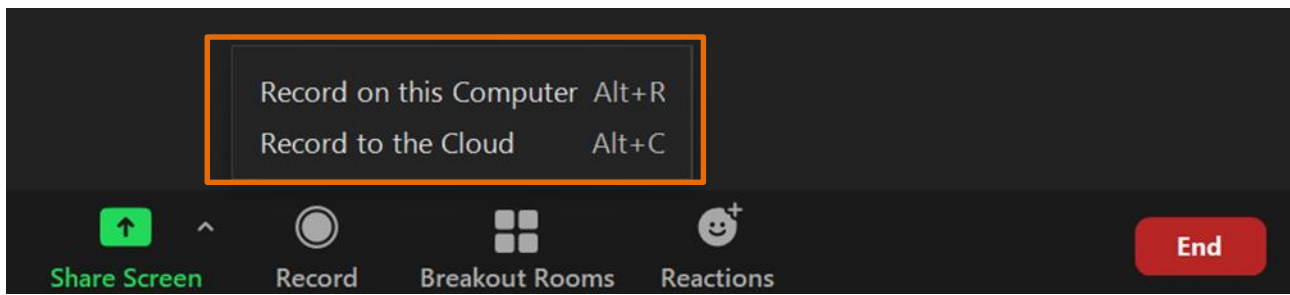 Record on this Computer Alt+R
Record to the Cloud Alt+C
Share Screen Record Breakout Rooms Reactions End